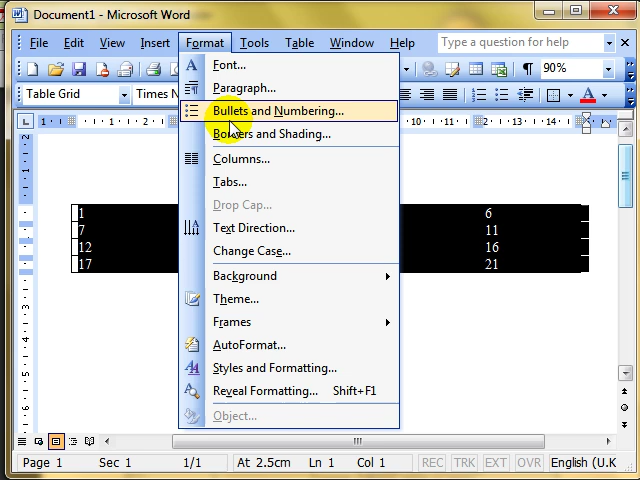 Document1 - Microsoft Word
File Edit View Insert Format Tools Table Window Help Type a question for help
90%
Table Grid Times N
Font...
Paragraph...
Bullets and Numbering...
Borders and Shading...
Columns...
Tabs...
Drop Cap...
Text Direction...
Change Case...
Background
Theme...
Frames
AutoFormat...
Styles and Formatting...
Reveal Formatting... Shift+F1
Object...
1 6
7 11
12 16
17 21
Page 1 Sec 1 1/1 At 2.5cm Ln 1 Col 1 REC TRK EXT OVR English (U.K